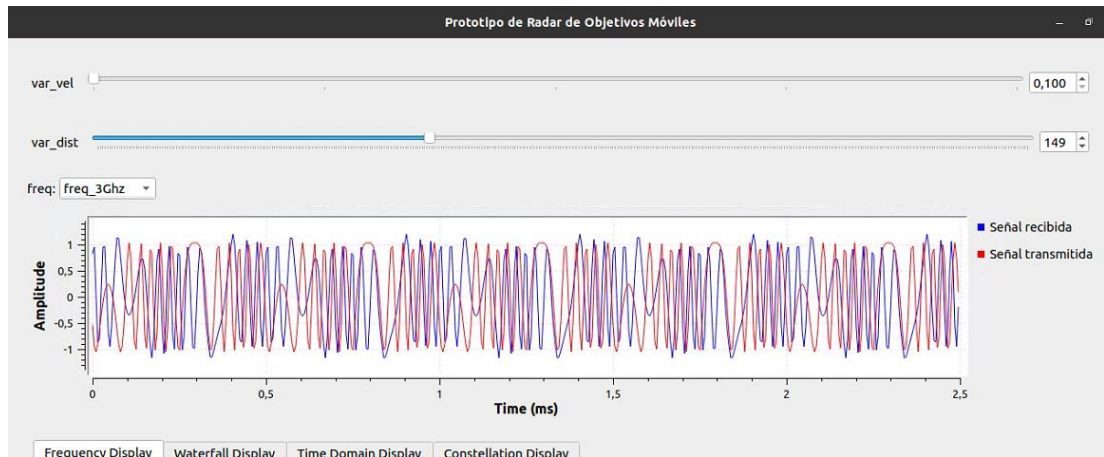 Prototipo de Radar de Objetivos Móviles
var_vel 0,100
var_dist 149
freq: freq_3Ghz
Señal recibida
Señal transmitida
Amplitude
1
0,5
0
-0,5
-1
0 0,5 1 1,5 2 2,5
Time (ms)
Frequency Display Waterfall Display Time Domain Display Constellation Display